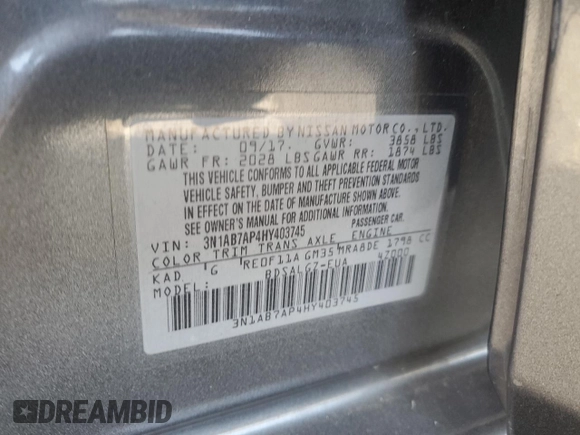 MANUFACTURED BY NISSAN MOTOR CO., LTD.
DATE: 09/17. GVWR: 3858 LBS
GAWR FR: 2028 LBS GAWR RR: 1874 LBS
THIS VEHICLE CONFORMS TO ALL APPLICABLE FEDERAL MOTOR
VEHICLE SAFETY, BUMPER AND THEFT PREVENTION STANDARDS
IN EFFECT ON THE DATE OF MANUFACTURE SHOWN ABOVE.
SEE OWNER'S MANUAL FOR ADDITIONAL INFORMATION.
VIN: 3N1AB7AP4HY403745 PASSENGER CAR.
COLOR TRIM TRANS AXLE ENGINE
KAD G RE0F11A GM35 MRA8DE 1798 CC
MODEL: BDSALGZ-EUA 47000
3N1AB7AP4HY403745
DREAMBID